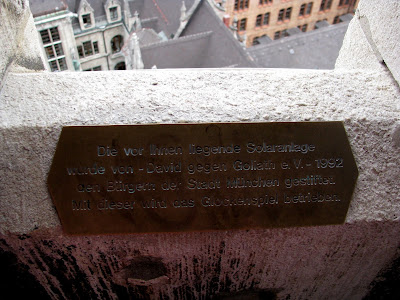 Die vor Ihnen liegende Solaranlage
wurde von - David gegen Goliath e.V. - 1992
den Bürgern der Stadt München gestiftet.
Mit dieser wird das Glockenspiel betrieben.